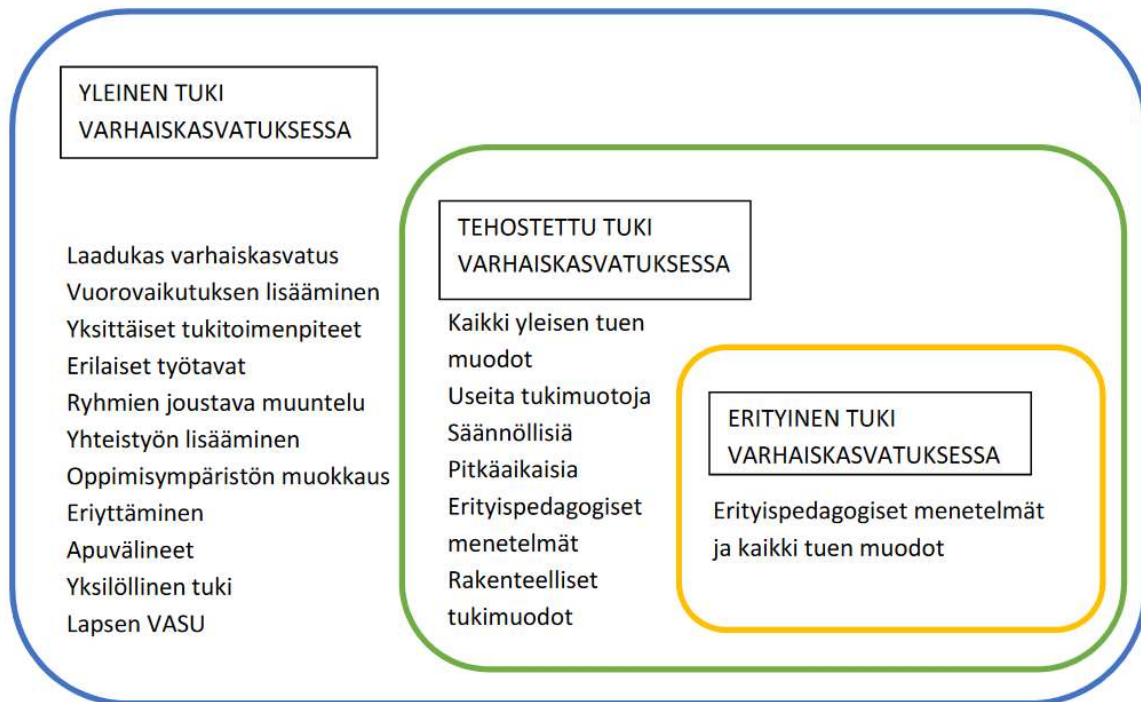 YLEINEN TUKI
VARHAISKASVATUKSESSA
Laadukas varhaiskasvatus
Vuorovaikutuksen lisääminen
Yksittäiset tukitoimenpiteet
Erilaiset työtavat
Ryhmien joustava muuntelu
Yhteistyön lisääminen
Oppimisympäristön muokkaus
Eriyttäminen
Apuvälineet
Yksilöllinen tuki
Lapsen VASU
TEHOSTETTU TUKI
VARHAISKASVATUKSESSA
Kaikki yleisen tuen
muodot
Useita tukimuotoja
Säännöllisiä
Pitkäaikaisia
Erityispedagogiset
menetelmät
Rakenteelliset
tukimuodot
ERITYINEN TUKI
VARHAISKASVATUKSESSA
Erityispedagogiset menetelmät
ja kaikki tuen muodot